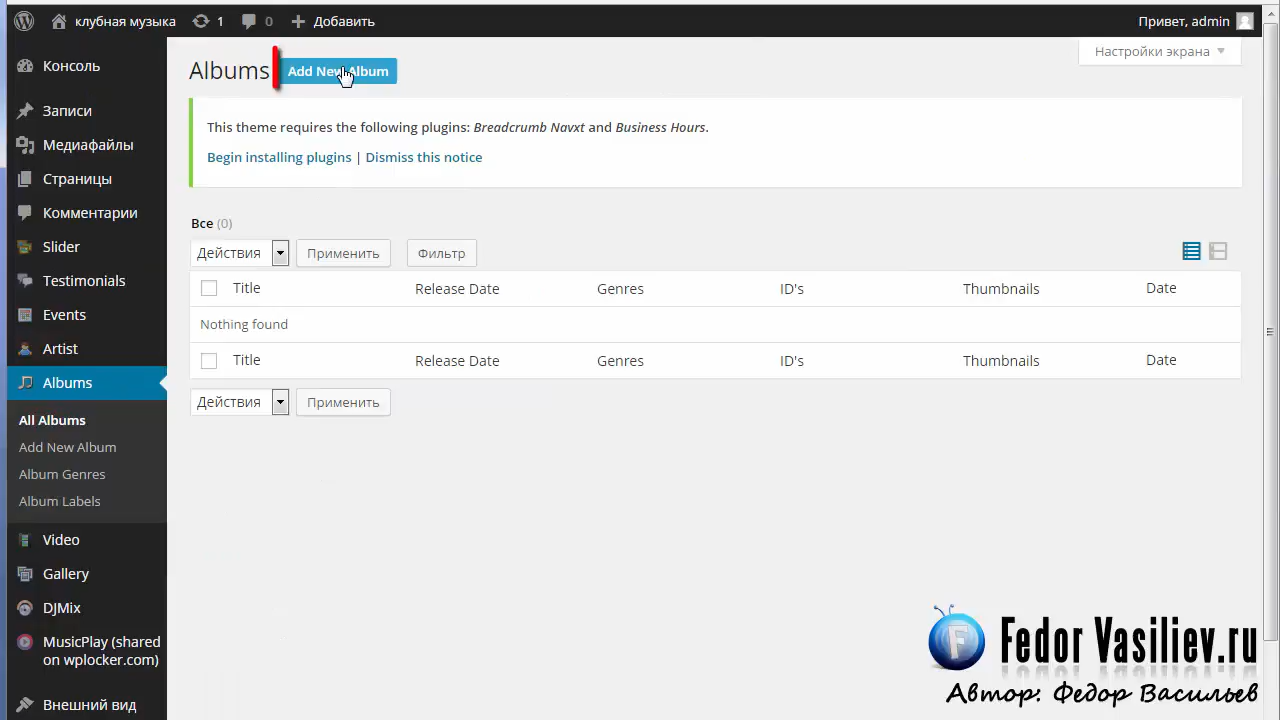 клубная музыка 1 0 Добавить Привет, admin
Настройки экрана
Консоль
Записи
Медиафайлы
Страницы
Комментарии
Slider
Testimonials
Events
Artist
Albums
All Albums
Add New Album
Album Genres
Album Labels
Video
Gallery
DJMix
MusicPlay (shared
on wplocker.com)
Внешний вид
Albums Add New Album
This theme requires the following plugins: Breadcrumb Navxt and Business Hours.
Begin installing plugins | Dismiss this notice
Все (0)
Действия Применить Фильтр
Title Release Date Genres ID's Thumbnails Date
Nothing found
Title Release Date Genres ID's Thumbnails Date
Действия Применить
F Fedor Vasiliev.ru
Автор: Федор Васильев